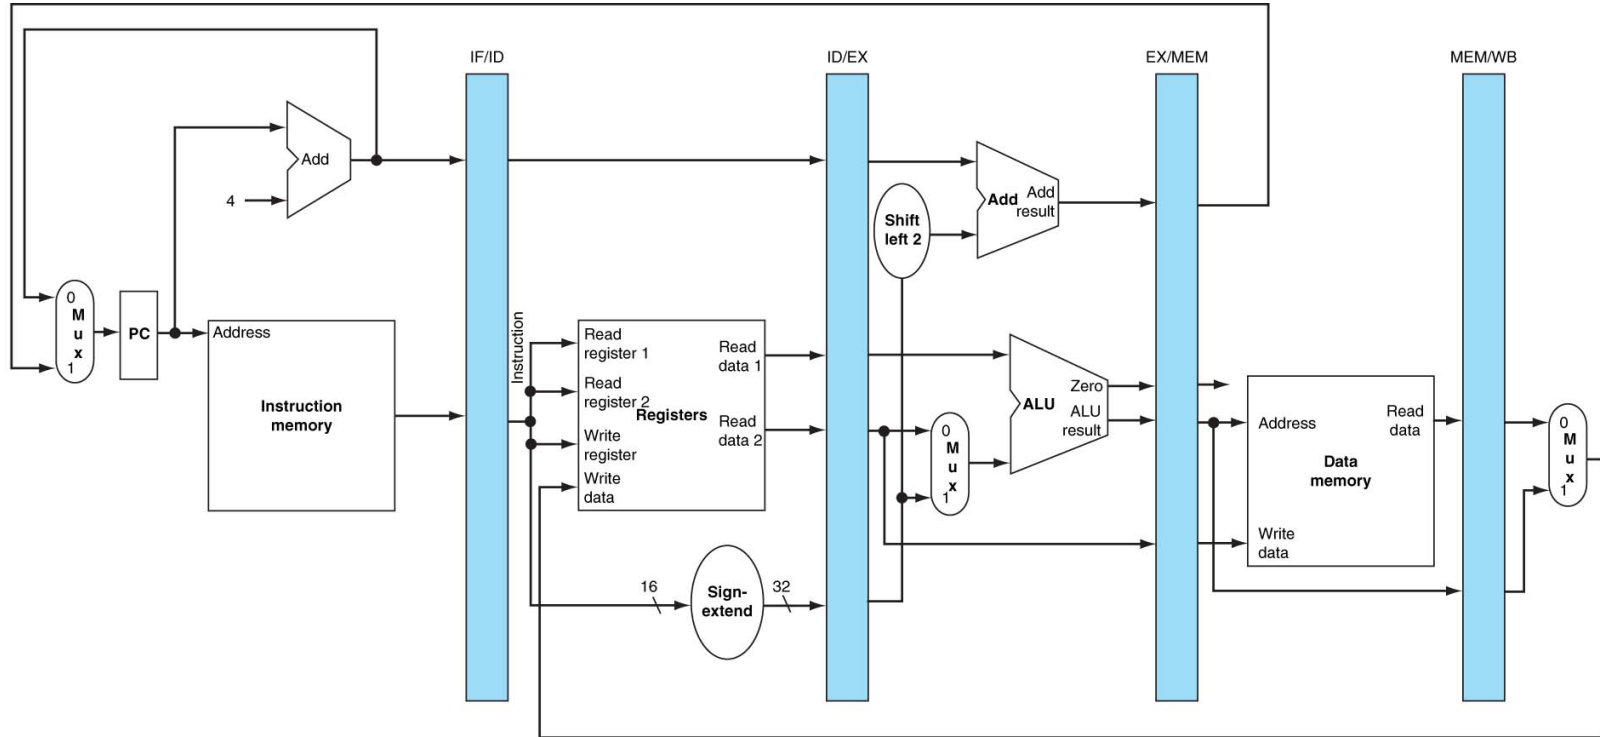 IF/ID
ID/EX
EX/MEM
MEM/WB
Add
4
Add
Add
result
Shift
left 2
0
M
u
x
1
PC
Address
Instruction
memory
Instruction
Read
register 1
Read
register 2
Write
register
Write
data
Registers
Read
data 1
Read
data 2
16
Sign-
extend
32
0
M
u
x
1
Zero
ALU
ALU
result
Address
Read
data
Data
memory
Write
data
0
M
u
x
1